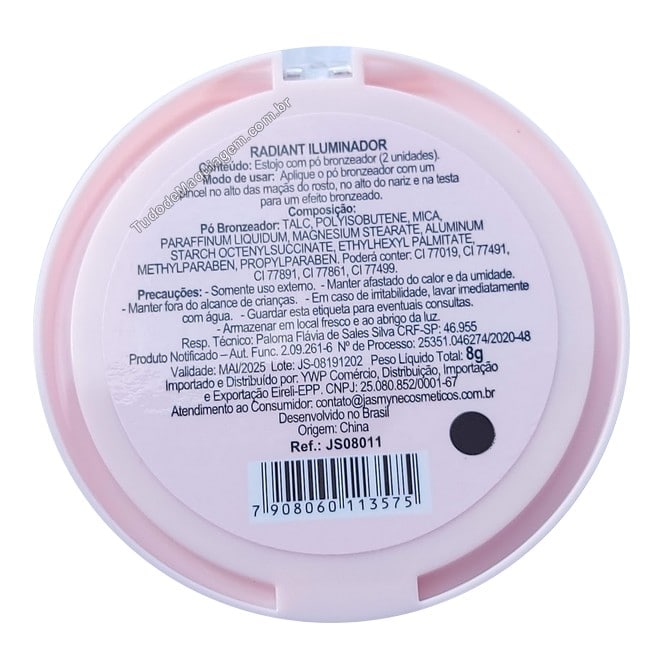 TudodeMaquiagem.com.br
RADIANT ILUMINADOR
Conteúdo: Estojo com pó bronzeador (2 unidades).
Modo de usar: Aplique o pó bronzeador com um
pincel no alto das maçãs do rosto, no alto do nariz e na testa
para um efeito bronzeado.
Composição:
Pó Bronzeador: TALC, POLYISOBUTENE, MICA,
PARAFFINUM LIQUIDUM, MAGNESIUM STEARATE, ALUMINUM
STARCH OCTENYLSUCCINATE, ETHYLHEXYL PALMITATE,
METHYLPARABEN, PROPYLPARABEN. Poderá conter: CI 77019, CI 77491,
CI 77891, CI 77861, CI 77499.
Precauções: - Somente uso externo. - Manter afastado do calor e da umidade.
- Manter fora do alcance de crianças. - Em caso de irritabilidade, lavar imediatamente
com água. - Guardar esta etiqueta para eventuais consultas.
- Armazenar em local fresco e ao abrigo da luz.
Resp. Técnico: Paloma Flávia de Sales Silva CRF-SP: 46.955
Produto Notificado – Aut. Func. 2.09.261-6 Nº de Processo: 25351.046274/2020-48
Validade: MAI/2025 Lote: JS-08191202 Peso Líquido Total: 8g
Importado e Distribuído por: YWP Comércio, Distribuição, Importação
e Exportação Eireli-EPP. CNPJ: 25.080.852/0001-67
Atendimento ao Consumidor: contato@jasmynecosmeticos.com.br
Desenvolvido no Brasil
Origem: China
Ref.: JS08011
7 908060 113575